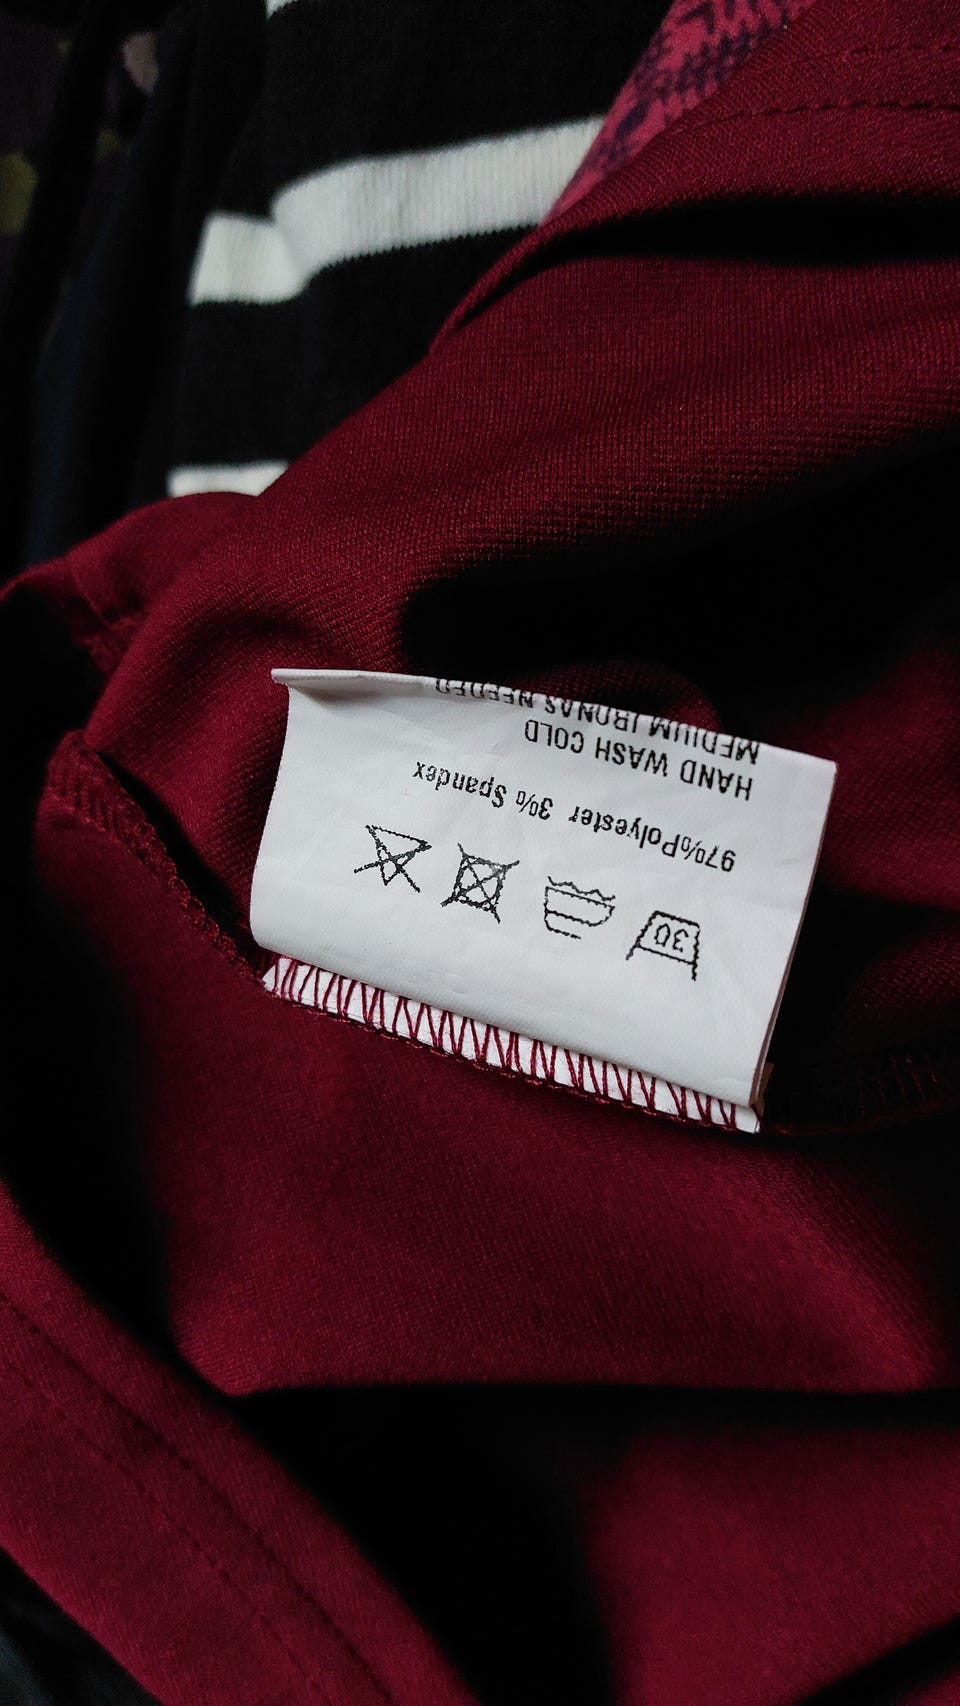 30
97%Polyester 3% Spandex
HAND WASH COLD
MEDIUM IRONAS NEEDED